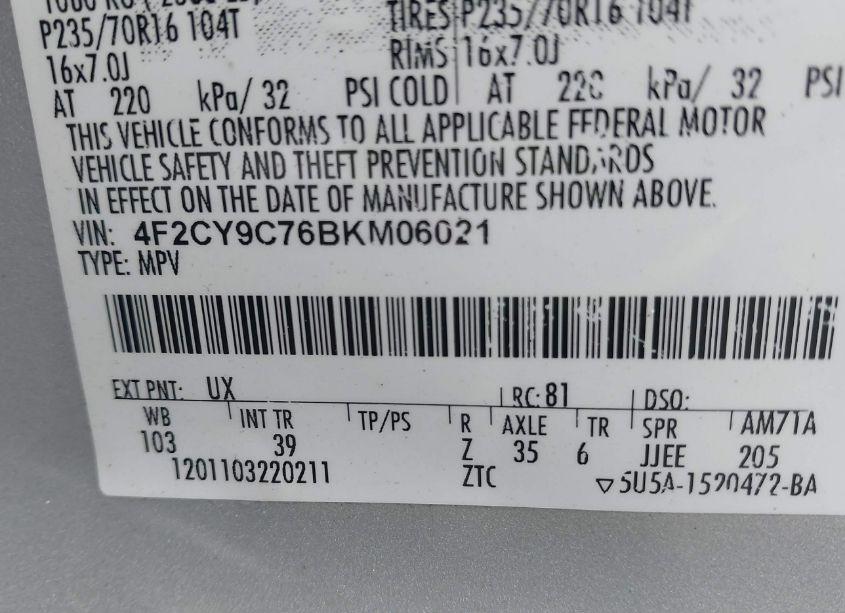 P235/70R16 104T TIRES P235/70R16 104T
16x7.0J RIMS 16x7.0J
AT 220 kPa/ 32 PSI COLD AT 220 kPa/ 32 PSI
THIS VEHICLE CONFORMS TO ALL APPLICABLE FEDERAL MOTOR
VEHICLE SAFETY AND THEFT PREVENTION STANDARDS
IN EFFECT ON THE DATE OF MANUFACTURE SHOWN ABOVE.
VIN: 4F2CY9C76BKM06021
TYPE: MPV
EXT PNT: UX RC: 81 DSO:
WB INT TR TP/PS R AXLE TR SPR AM71A
103 39 Z 35 6 JJEE 205
1201103220211 ZTC ▽5U5A-1520472-BA